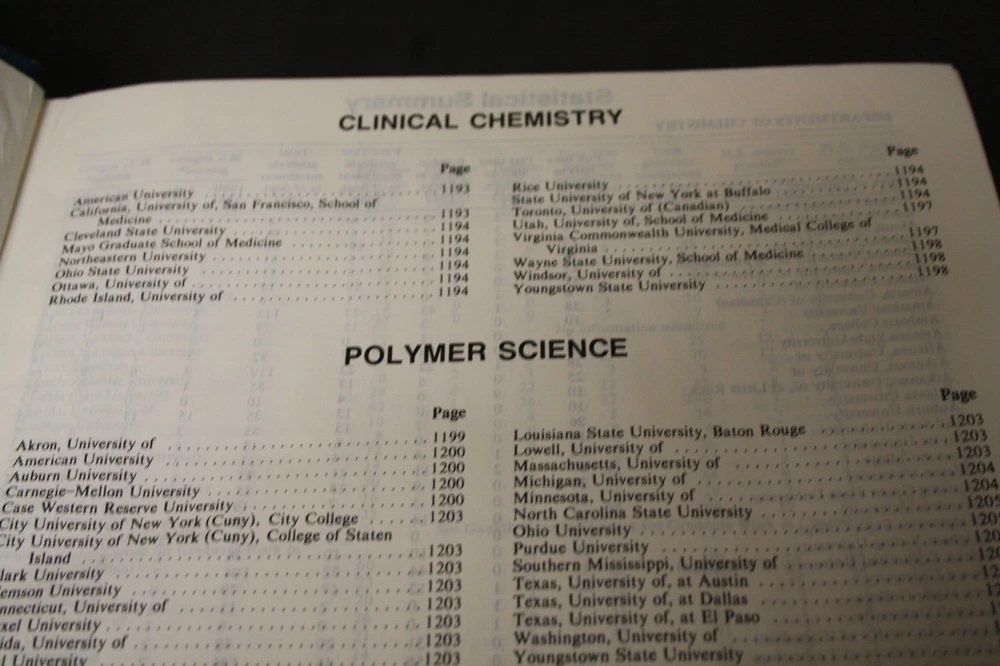 Statistical Summary
DEPARTMENTS OF CHEMISTRY
CLINICAL CHEMISTRY
Page
American University 1193
California, University of, San Francisco, School of
Medicine 1193
Cleveland State University 1194
Mayo Graduate School of Medicine 1194
Northeastern University 1194
Ohio State University 1194
Ottawa, University of 1194
Rhode Island, University of 1194
Page
Rice University 1194
State University of New York at Buffalo 1194
Toronto, University of (Canadian) 1194
Utah, University of, School of Medicine 1197
Virginia Commonwealth University, Medical College of
Virginia 1197
Wayne State University, School of Medicine 1198
Windsor, University of 1198
Youngstown State University 1198
POLYMER SCIENCE
Page
Akron, University of 1199
American University 1200
Auburn University 1200
Carnegie-Mellon University 1200
Case Western Reserve University 1200
City University of New York (Cuny), City College 1203
City University of New York (Cuny), College of Staten
Island 1203
lark University 1203
emson University 1203
nnecticut, University of 1203
xel University 1203
ida, University of 1203
University 1203
Page
Louisiana State University, Baton Rouge 1203
Lowell, University of 1203
Massachusetts, University of 1203
Michigan, University of 1204
Minnesota, University of 1204
North Carolina State University
Ohio University
Purdue University
Southern Mississippi, University of
Texas, University of, at Austin
Texas, University of, at Dallas
Texas, University of, at El Paso
Washington, University of
Youngstown State University